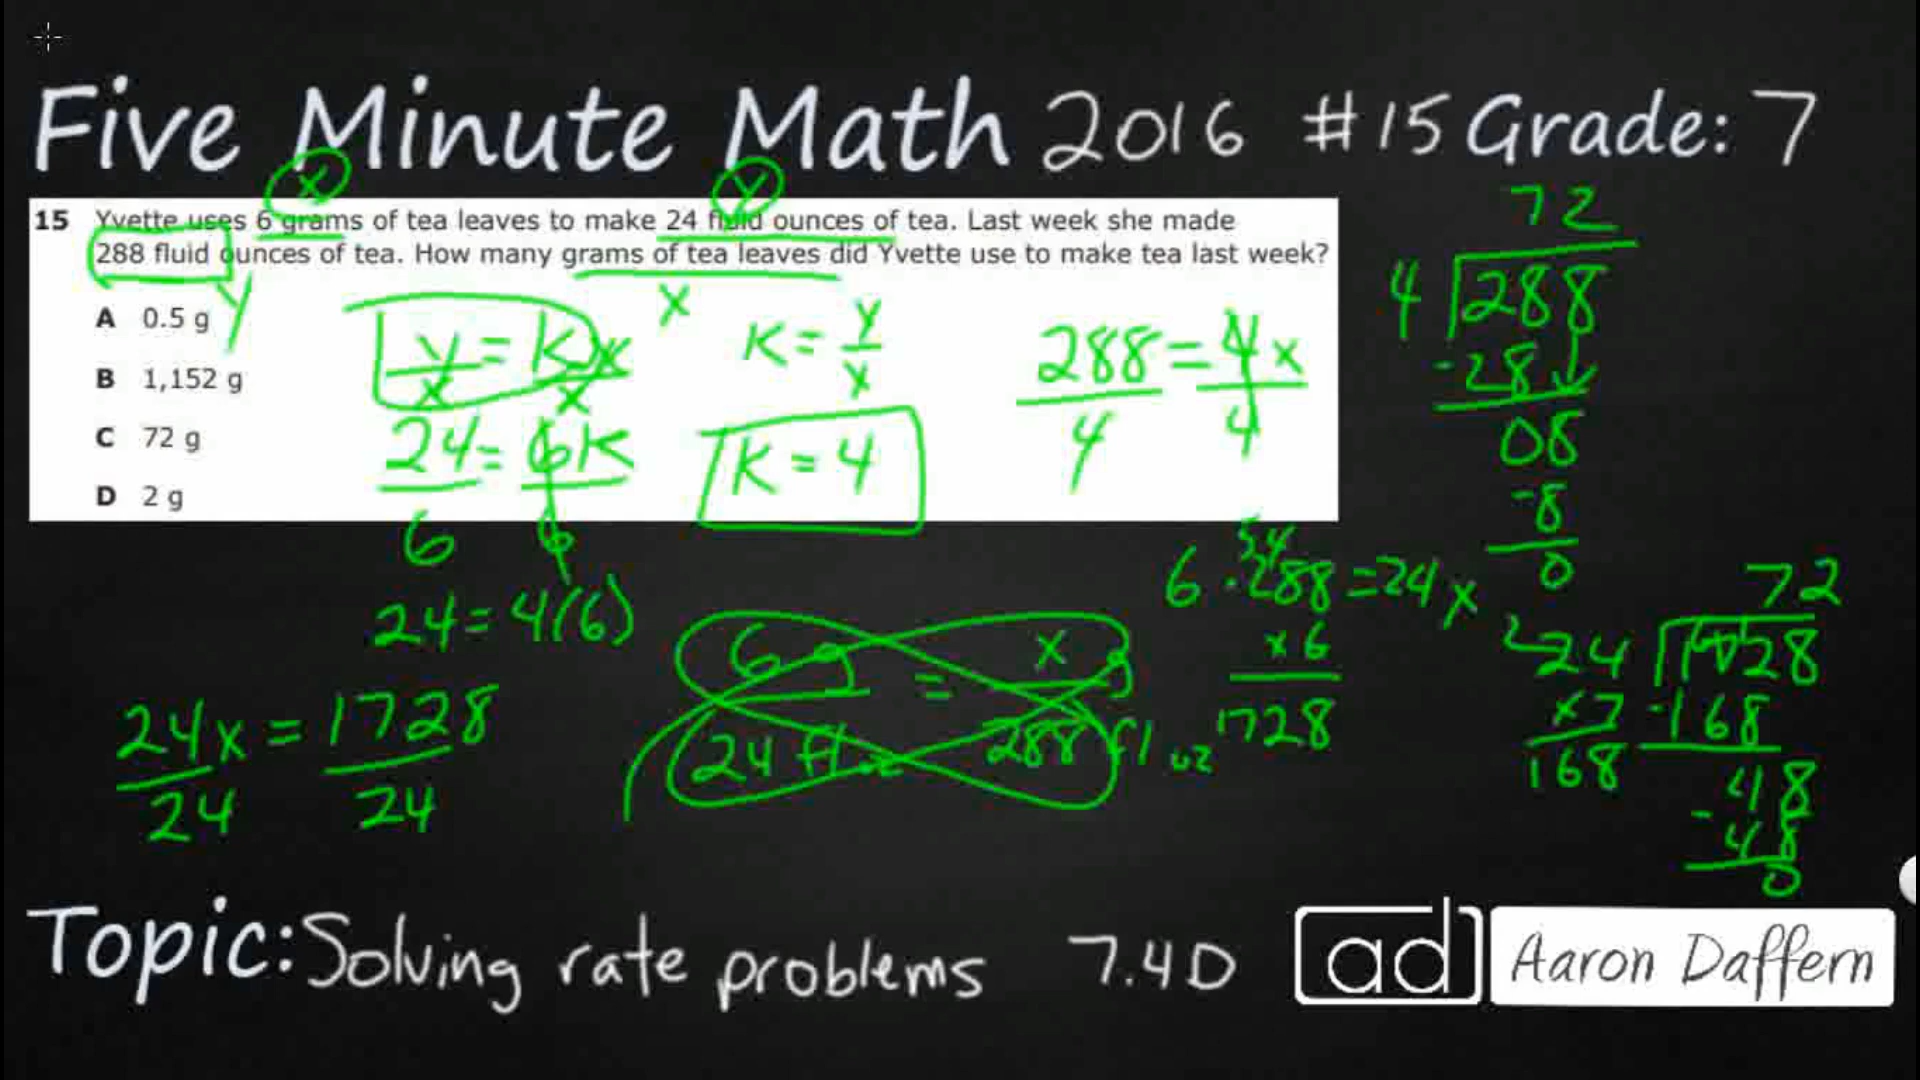 Five Minute Math 2016 #15 Grade: 7
x
y
15 Yvette uses 6 grams of tea leaves to make 24 fluid ounces of tea. Last week she made
288 fluid ounces of tea. How many grams of tea leaves did Yvette use to make tea last week?
y
x
A 0.5 g
B 1,152 g
C 72 g
D 2 g
y = Kx
x x
24 = 6K
6 6
24 = 4(6)
K = y
x
K = 4
288 = 4x
4 4
72
4 288
-28
08
-8
0
6 g = x g
24 fl oz 288 fl oz
54
6 · 288 = 24x
x 6
1728
24x = 1728
24 24
72
2
24 1728
x7 -168
168
48
-48
0
Topic: Solving rate problems 7.4D
ad Aaron Daffern